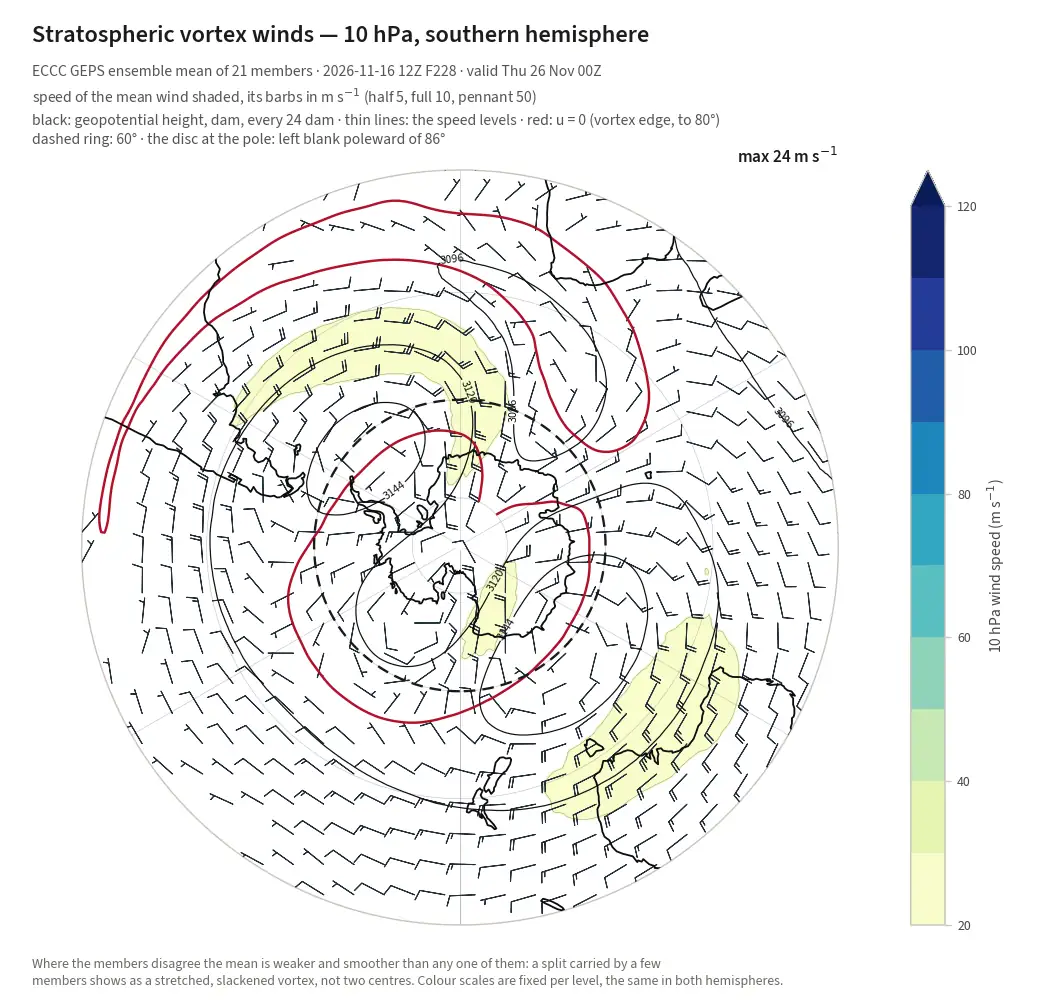 Stratospheric vortex winds — 10 hPa, southern hemisphere
ECCC GEPS ensemble mean of 21 members · 2026-11-16 12Z F228 · valid Thu 26 Nov 00Z
speed of the mean wind shaded, its barbs in m s⁻¹ (half 5, full 10, pennant 50)
black: geopotential height, dam, every 24 dam · thin lines: the speed levels · red: u = 0 (vortex edge, to 80°)
dashed ring: 60° · the disc at the pole: left blank poleward of 86°
max 24 m s⁻¹
120
100
80
60
40
20
10 hPa wind speed (m s⁻¹)
3096
3120
3096
3096
3144
3120
3144
Where the members disagree the mean is weaker and smoother than any one of them: a split carried by a few
members shows as a stretched, slackened vortex, not two centres. Colour scales are fixed per level, the same in both hemispheres.